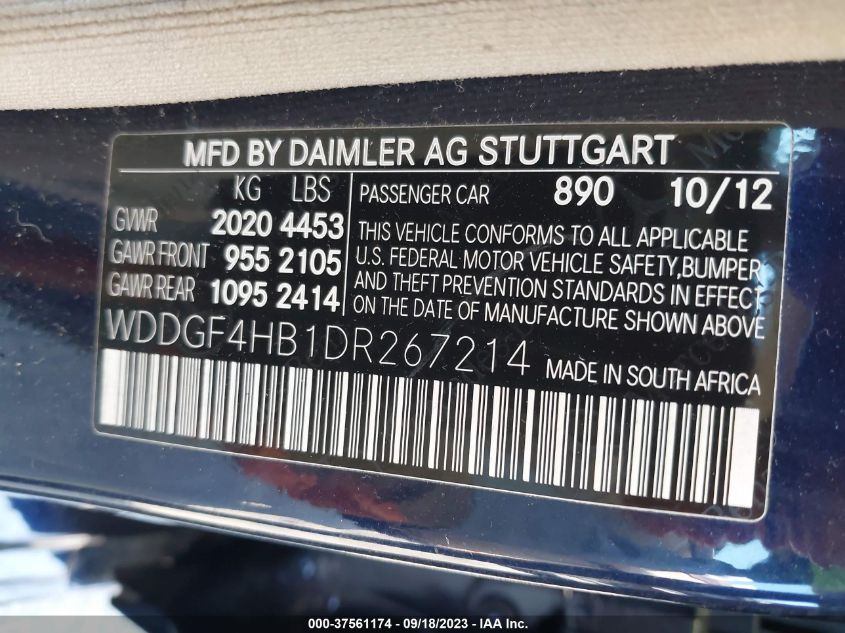 MFD BY DAIMLER AG STUTTGART
KG LBS
GVWR 2020 4453
GAWR FRONT 955 2105
GAWR REAR 1095 2414
PASSENGER CAR 890 10/12
THIS VEHICLE CONFORMS TO ALL APPLICABLE
U.S. FEDERAL MOTOR VEHICLE SAFETY,BUMPER
AND THEFT PREVENTION STANDARDS IN EFFECT
ON THE DATE OF MANUFACTURE SHOWN ABOVE
WDDGF4HB1DR267214 MADE IN SOUTH AFRICA
000-37561174 - 09/18/2023 - IAA Inc.